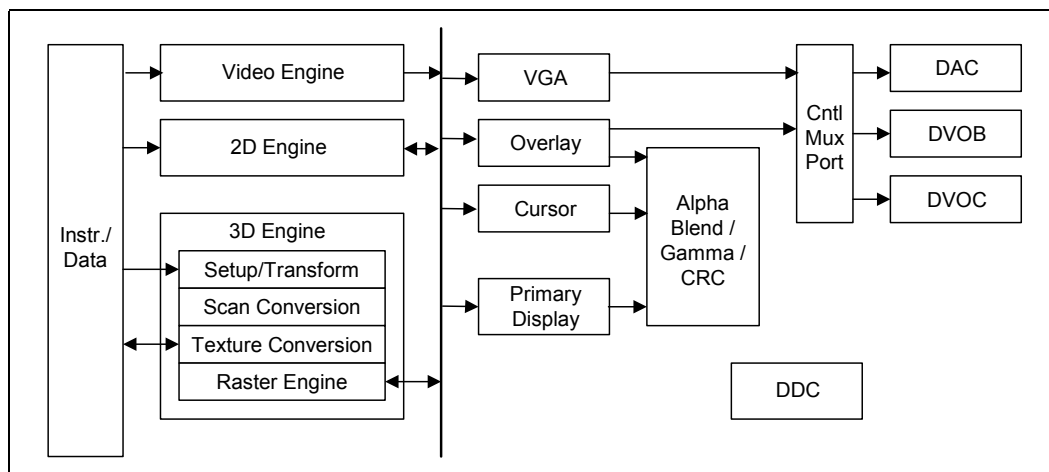 Instr./
Data
Video Engine
2D Engine
3D Engine
Setup/Transform
Scan Conversion
Texture Conversion
Raster Engine
VGA
Overlay
Cursor
Primary
Display
Alpha
Blend /
Gamma /
CRC
Cntl
Mux
Port
DAC
DVOB
DVOC
DDC